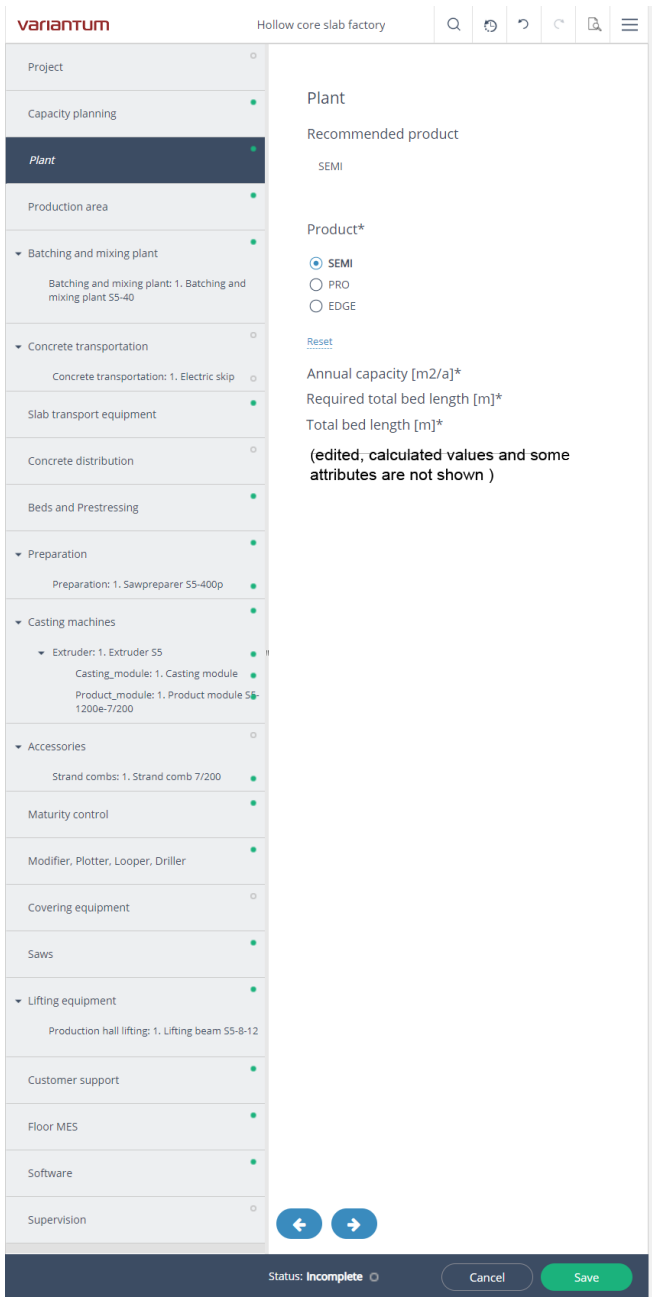 variantum
Hollow core slab factory
Project
Capacity planning
Plant
Production area
Batching and mixing plant
Batching and mixing plant: 1. Batching and
mixing plant S5-40
Concrete transportation
Concrete transportation: 1. Electric skip
Slab transport equipment
Concrete distribution
Beds and Prestressing
Preparation
Preparation: 1. Sawpreparer S5-400p
Casting machines
Extruder: 1. Extruder S5
Casting_module: 1. Casting module
Product_module: 1. Product module S5-
1200e-7/200
Accessories
Strand combs: 1. Strand comb 7/200
Maturity control
Modifier, Plotter, Looper, Driller
Covering equipment
Saws
Lifting equipment
Production hall lifting: 1. Lifting beam S5-8-12
Customer support
Floor MES
Software
Supervision
Plant
Recommended product
SEMI
Product*
SEMI
PRO
EDGE
Reset
Annual capacity [m2/a]*
Required total bed length [m]*
Total bed length [m]*
(edited, calculated values and some
attributes are not shown )
Status: Incomplete
Cancel
Save